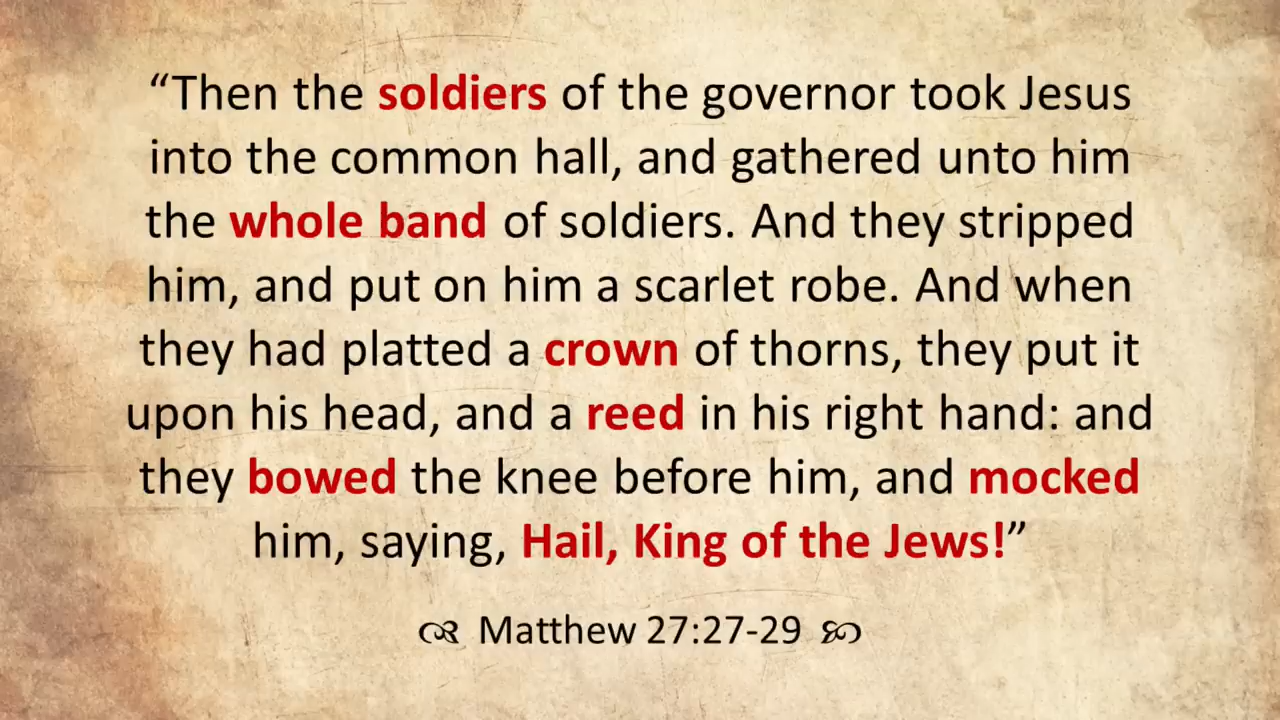 “Then the soldiers of the governor took Jesus
into the common hall, and gathered unto him
the whole band of soldiers. And they stripped
him, and put on him a scarlet robe. And when
they had platted a crown of thorns, they put it
upon his head, and a reed in his right hand: and
they bowed the knee before him, and mocked
him, saying, Hail, King of the Jews!”
Matthew 27:27-29